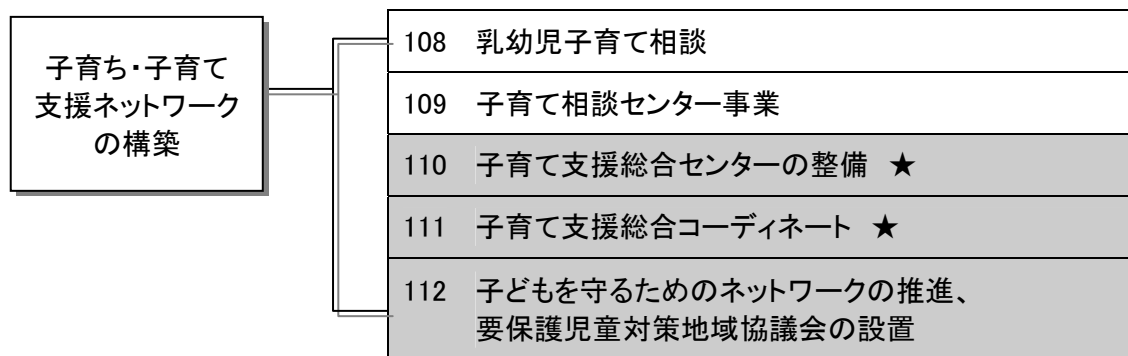 子育ち・子育て
支援ネットワーク
の構築
108 乳幼児子育て相談
109 子育て相談センター事業
110 子育て支援総合センターの整備 ★
111 子育て支援総合コーディネート ★
112 子どもを守るためのネットワークの推進、
要保護児童対策地域協議会の設置